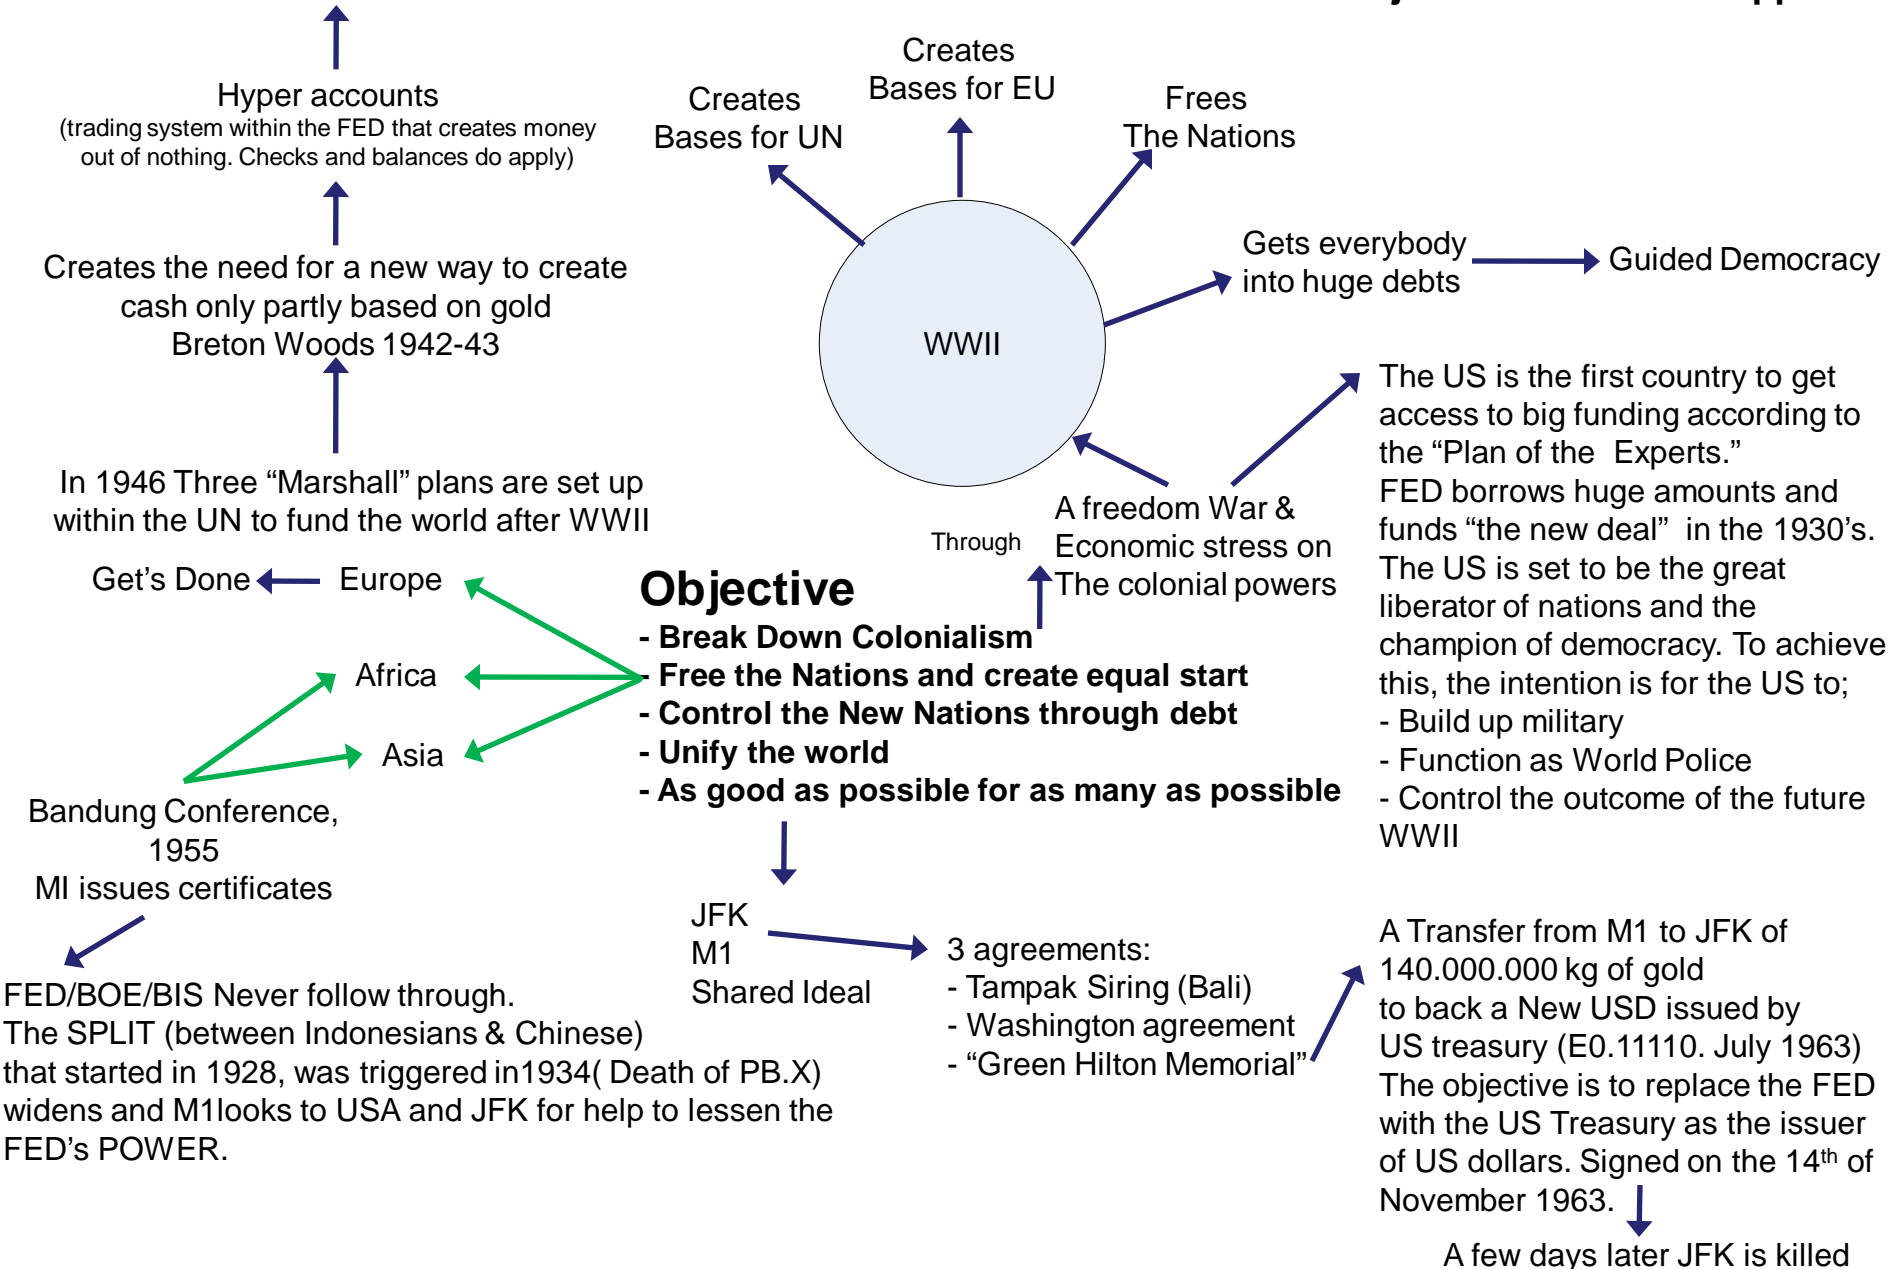 Hyper accounts
(trading system within the FED that creates money
out of nothing. Checks and balances do apply)
Creates the need for a new way to create
cash only partly based on gold
Breton Woods 1942-43
In 1946 Three “Marshall” plans are set up
within the UN to fund the world after WWII
Get's Done
Europe
Africa
Asia
Bandung Conference,
1955
MI issues certificates
FED/BOE/BIS Never follow through.
The SPLIT (between Indonesians & Chinese)
that started in 1928, was triggered in1934( Death of PB.X)
widens and M1looks to USA and JFK for help to lessen the
FED's POWER.
Creates
Bases for UN
Creates
Bases for EU
Frees
The Nations
WWII
Gets everybody
into huge debts
Guided Democracy
Through
A freedom War &
Economic stress on
The colonial powers
Objective
- Break Down Colonialism
- Free the Nations and create equal start
- Control the New Nations through debt
- Unify the world
- As good as possible for as many as possible
JFK
M1
Shared Ideal
3 agreements:
- Tampak Siring (Bali)
- Washington agreement
- “Green Hilton Memorial”
The US is the first country to get
access to big funding according to
the “Plan of the Experts.”
FED borrows huge amounts and
funds “the new deal” in the 1930's.
The US is set to be the great
liberator of nations and the
champion of democracy. To achieve
this, the intention is for the US to;
- Build up military
- Function as World Police
- Control the outcome of the future
WWII
A Transfer from M1 to JFK of
140.000.000 kg of gold
to back a New USD issued by
US treasury (E0.11110. July 1963)
The objective is to replace the FED
with the US Treasury as the issuer
of US dollars. Signed on the 14th of
November 1963.
A few days later JFK is killed